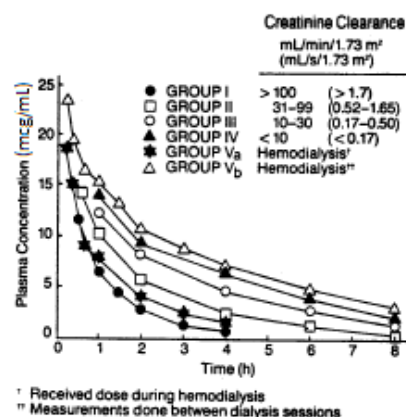 Creatinine Clearance
mL/min/1.73 m²
(mL/s/1.73 m²)
GROUP I > 100 (> 1.7)
GROUP II 31–99 (0.52–1.65)
GROUP III 10–30 (0.17–0.50)
GROUP IV < 10 (< 0.17)
GROUP Va Hemodialysis†
GROUP Vb Hemodialysis††
Plasma Concentration (mcg/mL)
25
20
15
10
5
0
0 1 2 3 4 5 6 7 8
Time (h)
† Received dose during hemodialysis
†† Measurements done between dialysis sessions